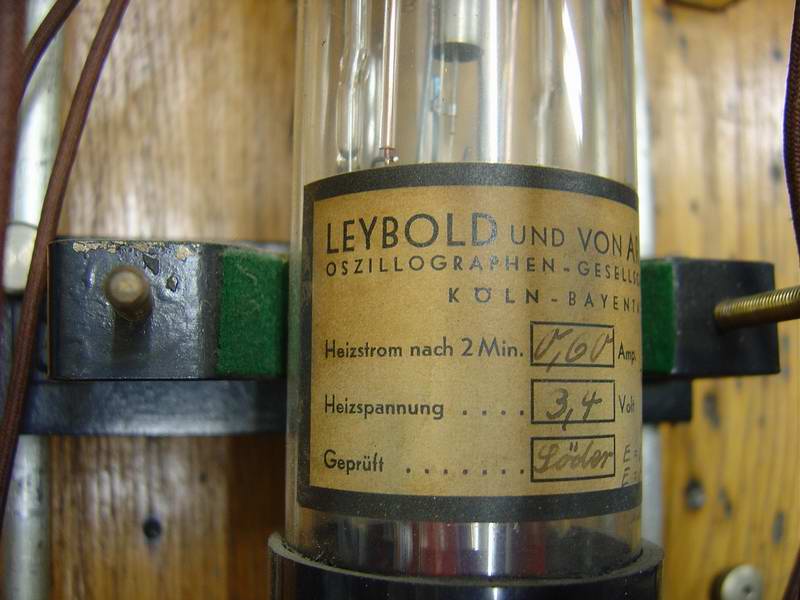 LEYBOLD UND VON A
OSZILLOGRAPHEN-GESELLS
KÖLN-BAYENT
Heizstrom nach 2 Min. 0,60 Amp.
Heizspannung .... 3,4 Volt
Geprüft ....... Söder E =
E =